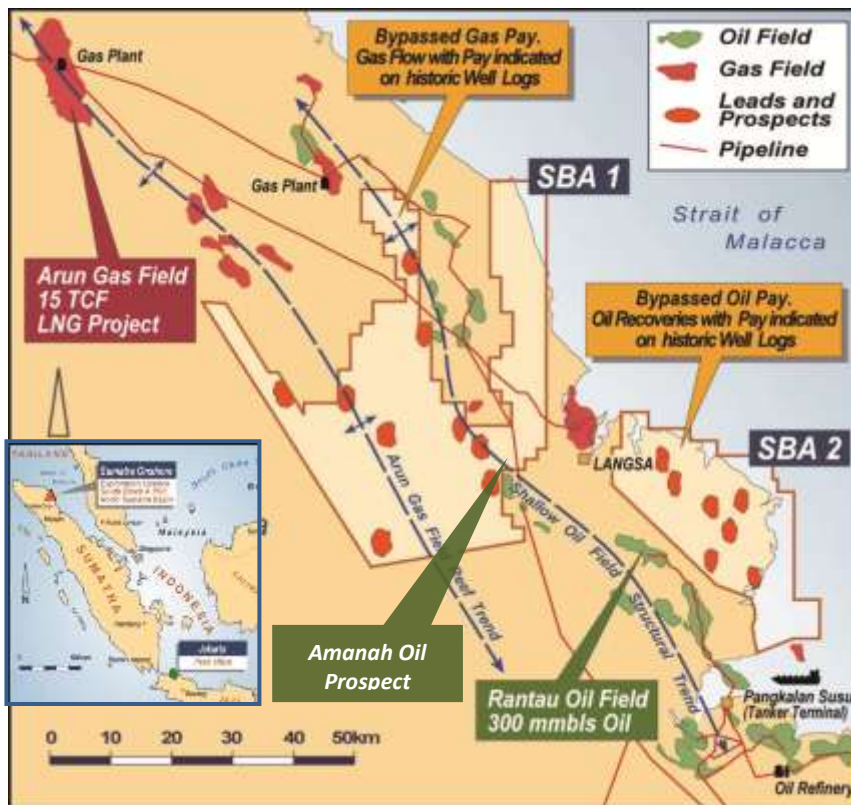 Gas Plant
Bypassed Gas Pay.
Gas Flow with Pay indicated
on historic Well Logs
Oil Field
Gas Field
Leads and
Prospects
Pipeline
Gas Plant
SBA 1
Strait of
Malacca
Arun Gas Field
15 TCF
LNG Project
Bypassed Oil Pay.
Oil Recoveries with Pay indicated
on historic Well Logs
SBA 2
LANGSA
Arun Gas Field Reef Trend
Shallow Oil Field Structural Trend
THAILAND
Malaysia
Singapore
SUMATRA
INDONESIA
Jakarta
N
Amanah Oil
Prospect
Rantau Oil Field
300 mmbls Oil
Pangkalan Susu
(Tanker Terminal)
Oil Refinery
0 10 20 30 40 50km